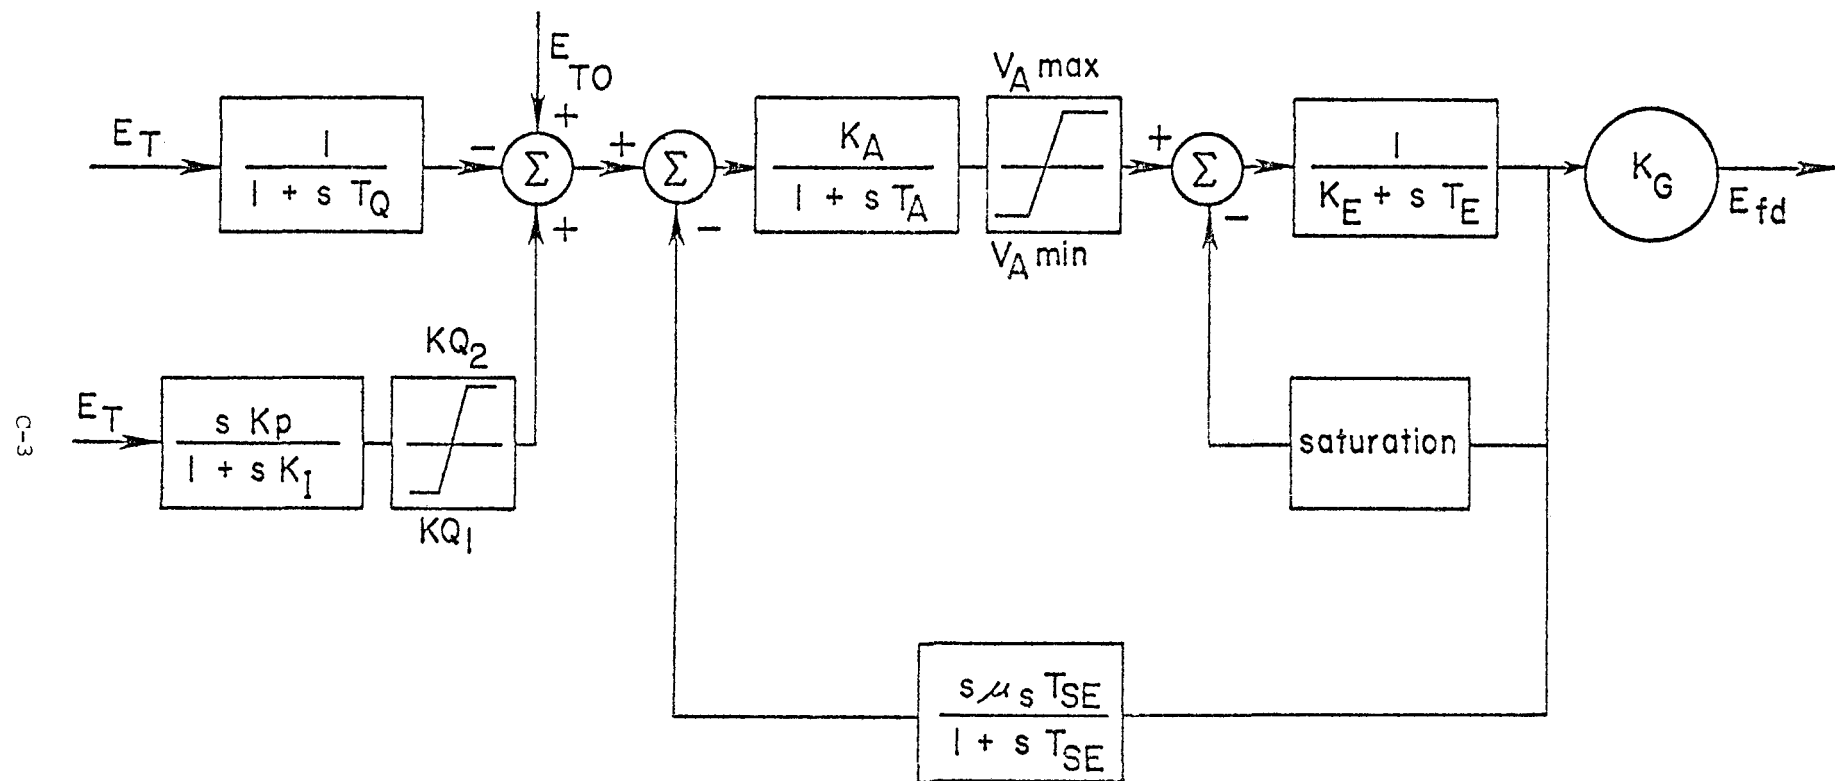 E_TO
+
V_A max
E_T
1
1 + s T_Q
-
Σ
+
Σ
-
K_A
1 + s T_A
V_A min
+
Σ
-
1
K_E + s T_E
K_G
E_fd
+
KQ_2
E_T
s Kp
1 + s K_I
KQ_1
saturation
s μ_s T_SE
1 + s T_SE
C-3